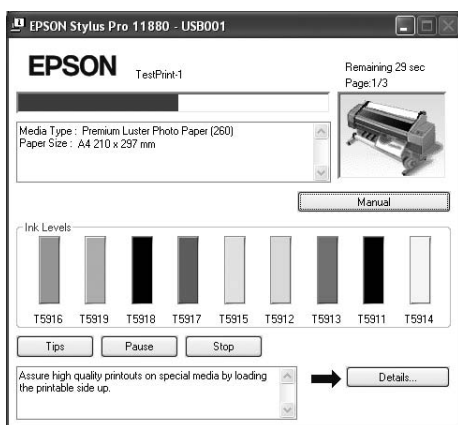 EPSON Stylus Pro 11880 - USB001
EPSON
TestPrint-1
Remaining 29 sec
Page:1/3
Media Type : Premium Luster Photo Paper (260)
Paper Size : A4 210 x 297 mm
Manual
Ink Levels
T5916 T5919 T5918 T5917 T5915 T5912 T5913 T5911 T5914
Tips Pause Stop
Assure high quality printouts on special media by loading
the printable side up.
Details...